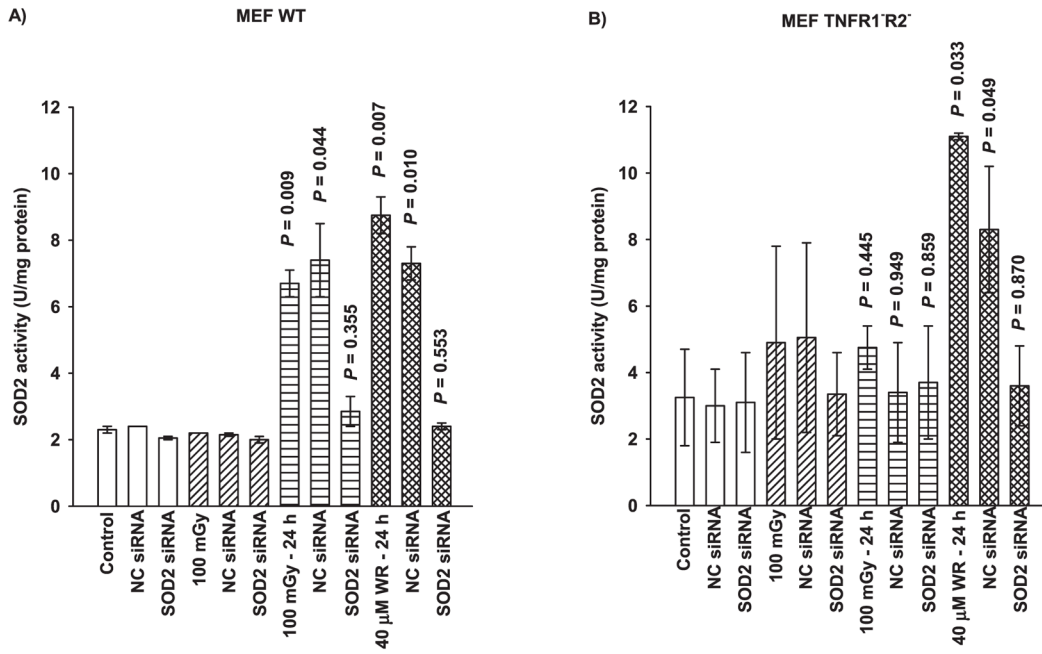 A)
MEF WT
SOD2 activity (U/mg protein)
12
10
8
6
4
2
0
P = 0.009
P = 0.044
P = 0.355
P = 0.007
P = 0.010
P = 0.553
Control
NC siRNA
SOD2 siRNA
100 mGy
NC siRNA
SOD2 siRNA
100 mGy - 24 h
NC siRNA
SOD2 siRNA
40 µM WR - 24 h
NC siRNA
SOD2 siRNA
B)
MEF TNFR1⁻R2⁻
SOD2 activity (U/mg protein)
12
10
8
6
4
2
0
P = 0.445
P = 0.949
P = 0.859
P = 0.033
P = 0.049
P = 0.870
Control
NC siRNA
SOD2 siRNA
100 mGy
NC siRNA
SOD2 siRNA
100 mGy - 24 h
NC siRNA
SOD2 siRNA
40 µM WR - 24 h
NC siRNA
SOD2 siRNA